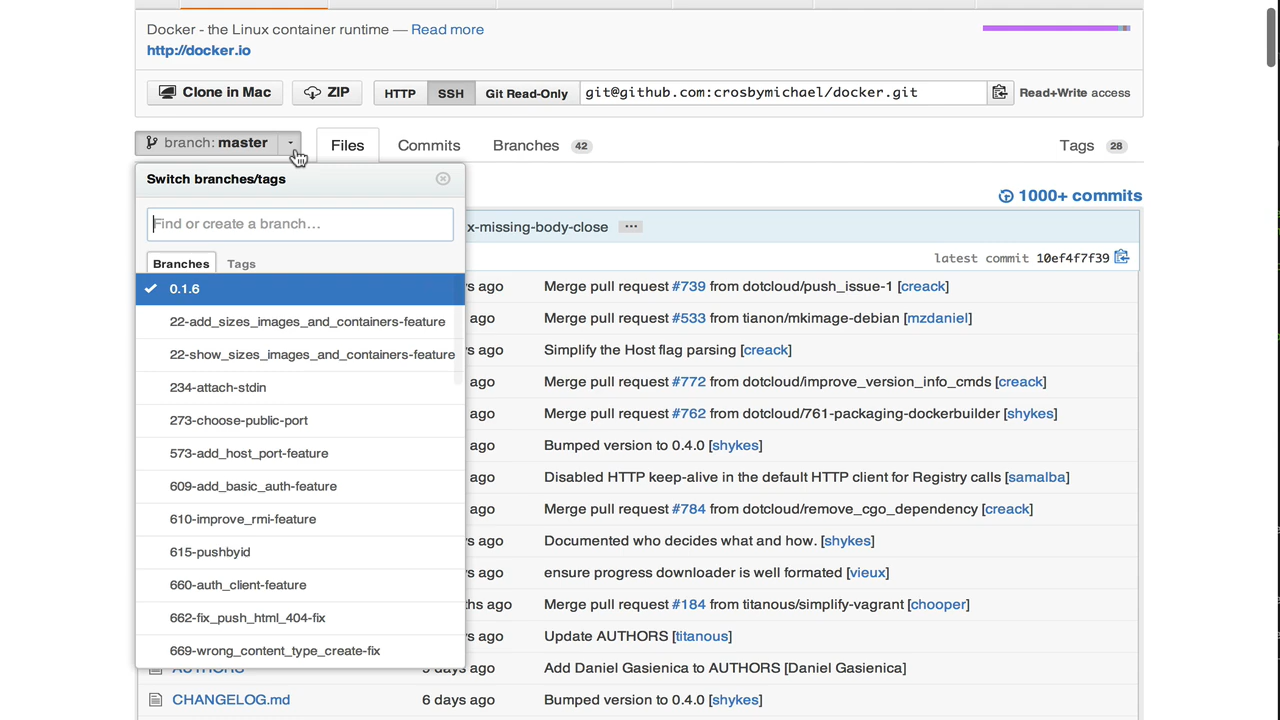 Docker - the Linux container runtime — Read more
http://docker.io
Clone in Mac ZIP HTTP SSH Git Read-Only git@github.com:crosbymichael/docker.git Read+Write access
branch: master Files Commits Branches 42 Tags 28
Switch branches/tags
1000+ commits
Find or create a branch…
x-missing-body-close ...
Branches Tags
latest commit 10ef4f7f39
0.1.6
s ago Merge pull request #739 from dotcloud/push_issue-1 [creack]
22-add_sizes_images_and_containers-feature
ago Merge pull request #533 from tianon/mkimage-debian [mzdaniel]
22-show_sizes_images_and_containers-feature
s ago Simplify the Host flag parsing [creack]
234-attach-stdin
ago Merge pull request #772 from dotcloud/improve_version_info_cmds [creack]
273-choose-public-port
s ago Merge pull request #762 from dotcloud/761-packaging-dockerbuilder [shykes]
573-add_host_port-feature
ago Bumped version to 0.4.0 [shykes]
609-add_basic_auth-feature
ago Disabled HTTP keep-alive in the default HTTP client for Registry calls [samalba]
610-improve_rmi-feature
s ago Merge pull request #784 from dotcloud/remove_cgo_dependency [creack]
615-pushbyid
s ago Documented who decides what and how. [shykes]
660-auth_client-feature
s ago ensure progress downloader is well formated [vieux]
662-fix_push_html_404-fix
ths ago Merge pull request #184 from titanous/simplify-vagrant [chooper]
669-wrong_content_type_create-fix
s ago Update AUTHORS [titanous]
AUTHORS 5 days ago Add Daniel Gasienica to AUTHORS [Daniel Gasienica]
CHANGELOG.md 6 days ago Bumped version to 0.4.0 [shykes]